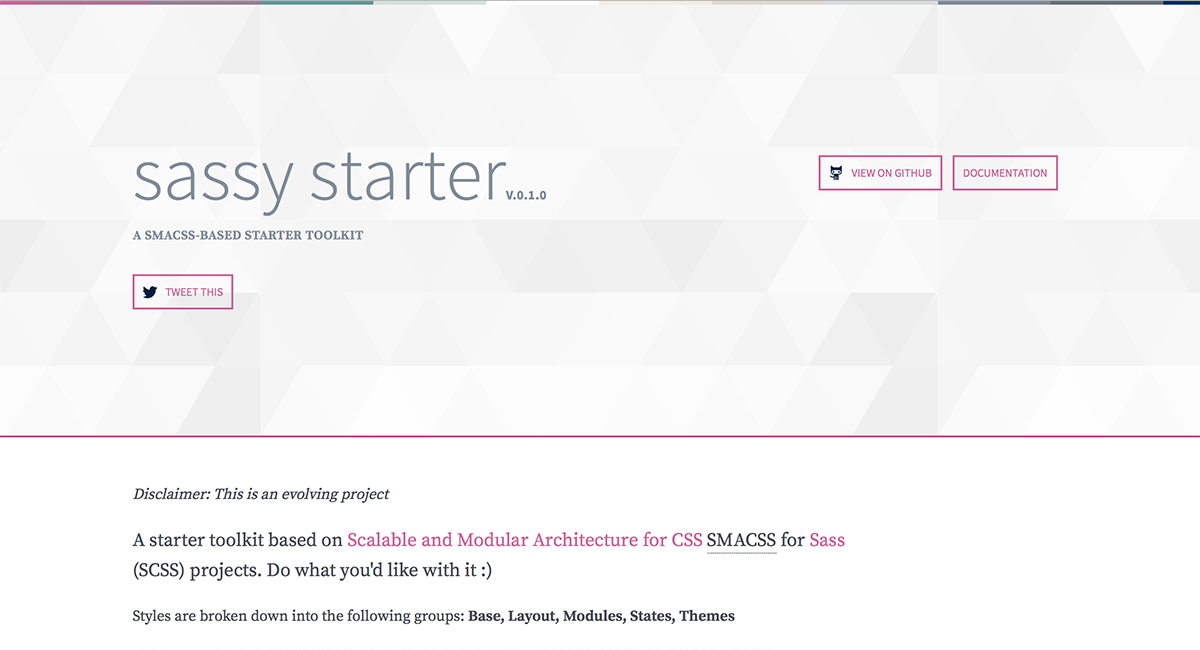 sassy starter V.0.1.0
VIEW ON GITHUB
DOCUMENTATION
A SMACSS-BASED STARTER TOOLKIT
TWEET THIS
Disclaimer: This is an evolving project
A starter toolkit based on Scalable and Modular Architecture for CSS SMACSS for Sass
(SCSS) projects. Do what you'd like with it :)
Styles are broken down into the following groups: Base, Layout, Modules, States, Themes